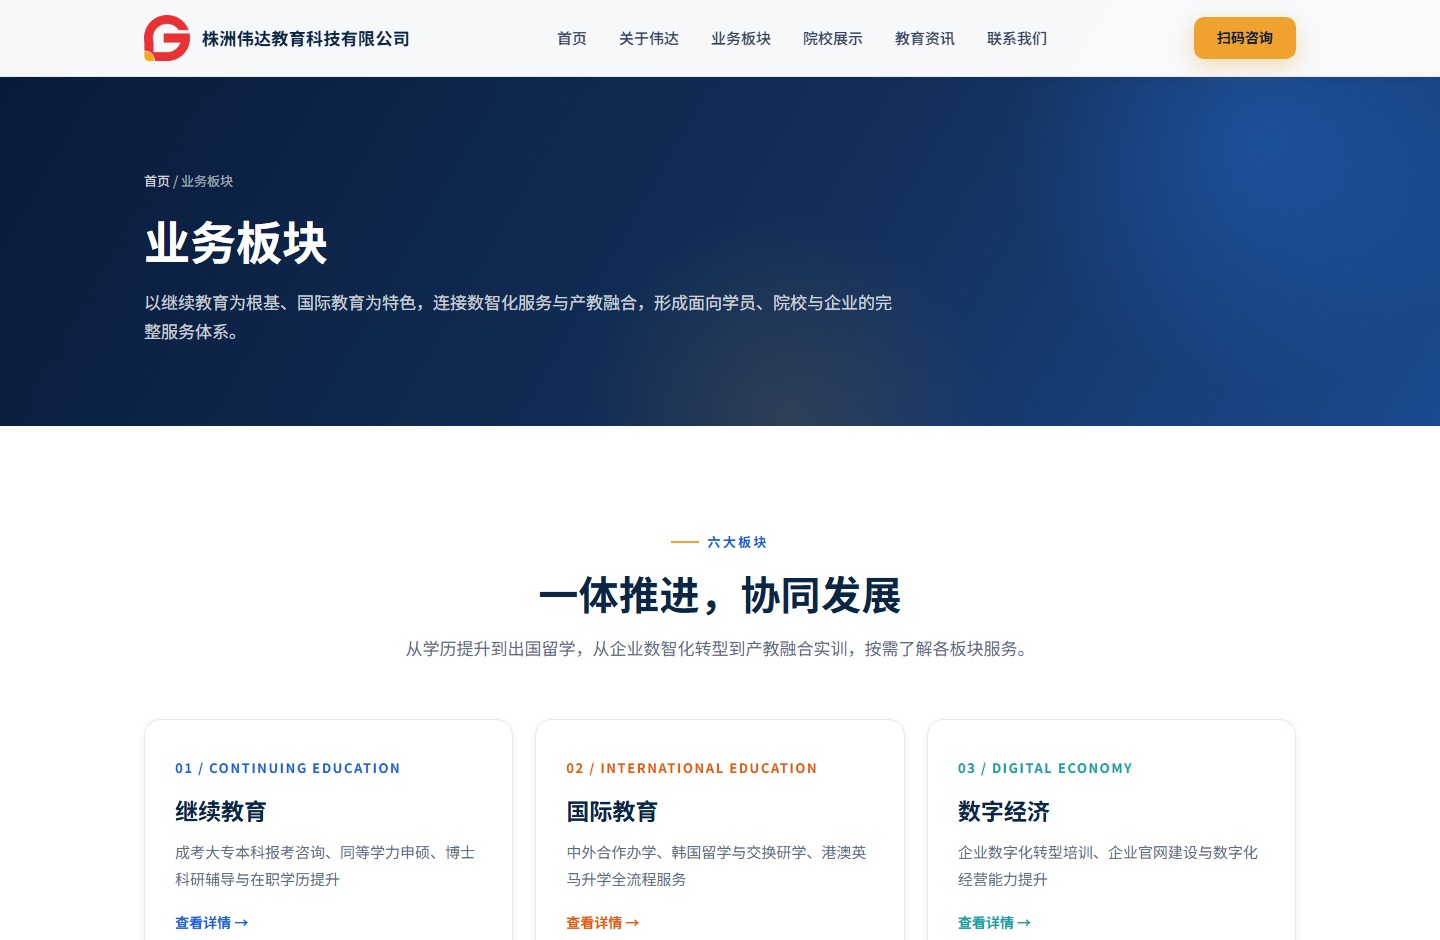 株洲伟达教育科技有限公司
首页
关于伟达
业务板块
院校展示
教育资讯
联系我们
扫码咨询
首页 / 业务板块
业务板块
以继续教育为根基、国际教育为特色，连接数智化服务与产教融合，形成面向学员、院校与企业的完
整服务体系。
六大板块
一体推进，协同发展
从学历提升到出国留学，从企业数智化转型到产教融合实训，按需了解各板块服务。
01 / CONTINUING EDUCATION
继续教育
成考大专本科报考咨询、同等学力申硕、博士
科研辅导与在职学历提升
查看详情 →
02 / INTERNATIONAL EDUCATION
国际教育
中外合作办学、韩国留学与交换研学、港澳英
马升学全流程服务
查看详情 →
03 / DIGITAL ECONOMY
数字经济
企业数字化转型培训、企业官网建设与数字化
经营能力提升
查看详情 →